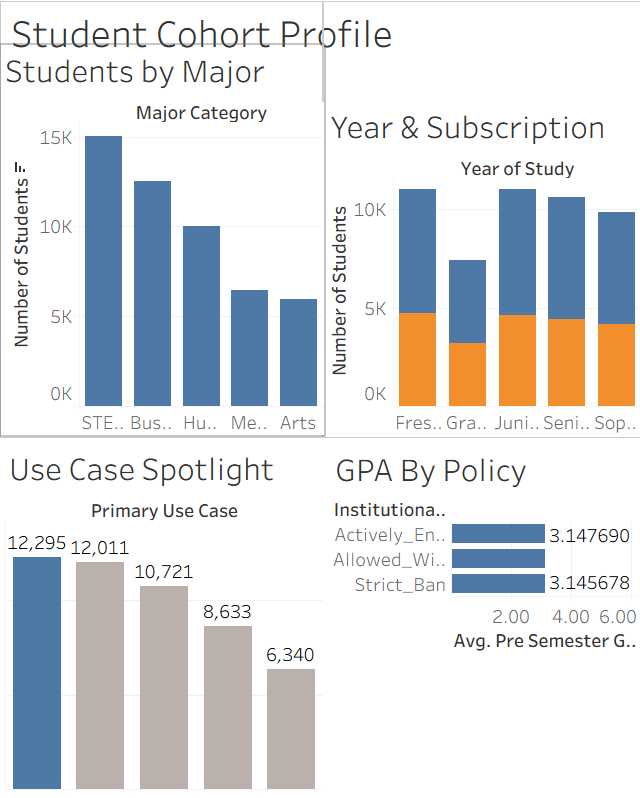 Student Cohort Profile
Students by Major
Major Category
15K
10K
5K
0K
Number of Students
STE.. Bus.. Hu.. Me.. Arts
Year & Subscription
Year of Study
10K
5K
0K
Number of Students
Fres.. Gra.. Juni.. Seni.. Sop..
Use Case Spotlight
Primary Use Case
12,295 12,011 10,721 8,633 6,340
GPA By Policy
Institutiona..
Actively_En.. 3.147690
Allowed_Wi..
Strict_Ban 3.145678
2.00 4.00 6.00
Avg. Pre Semester G..